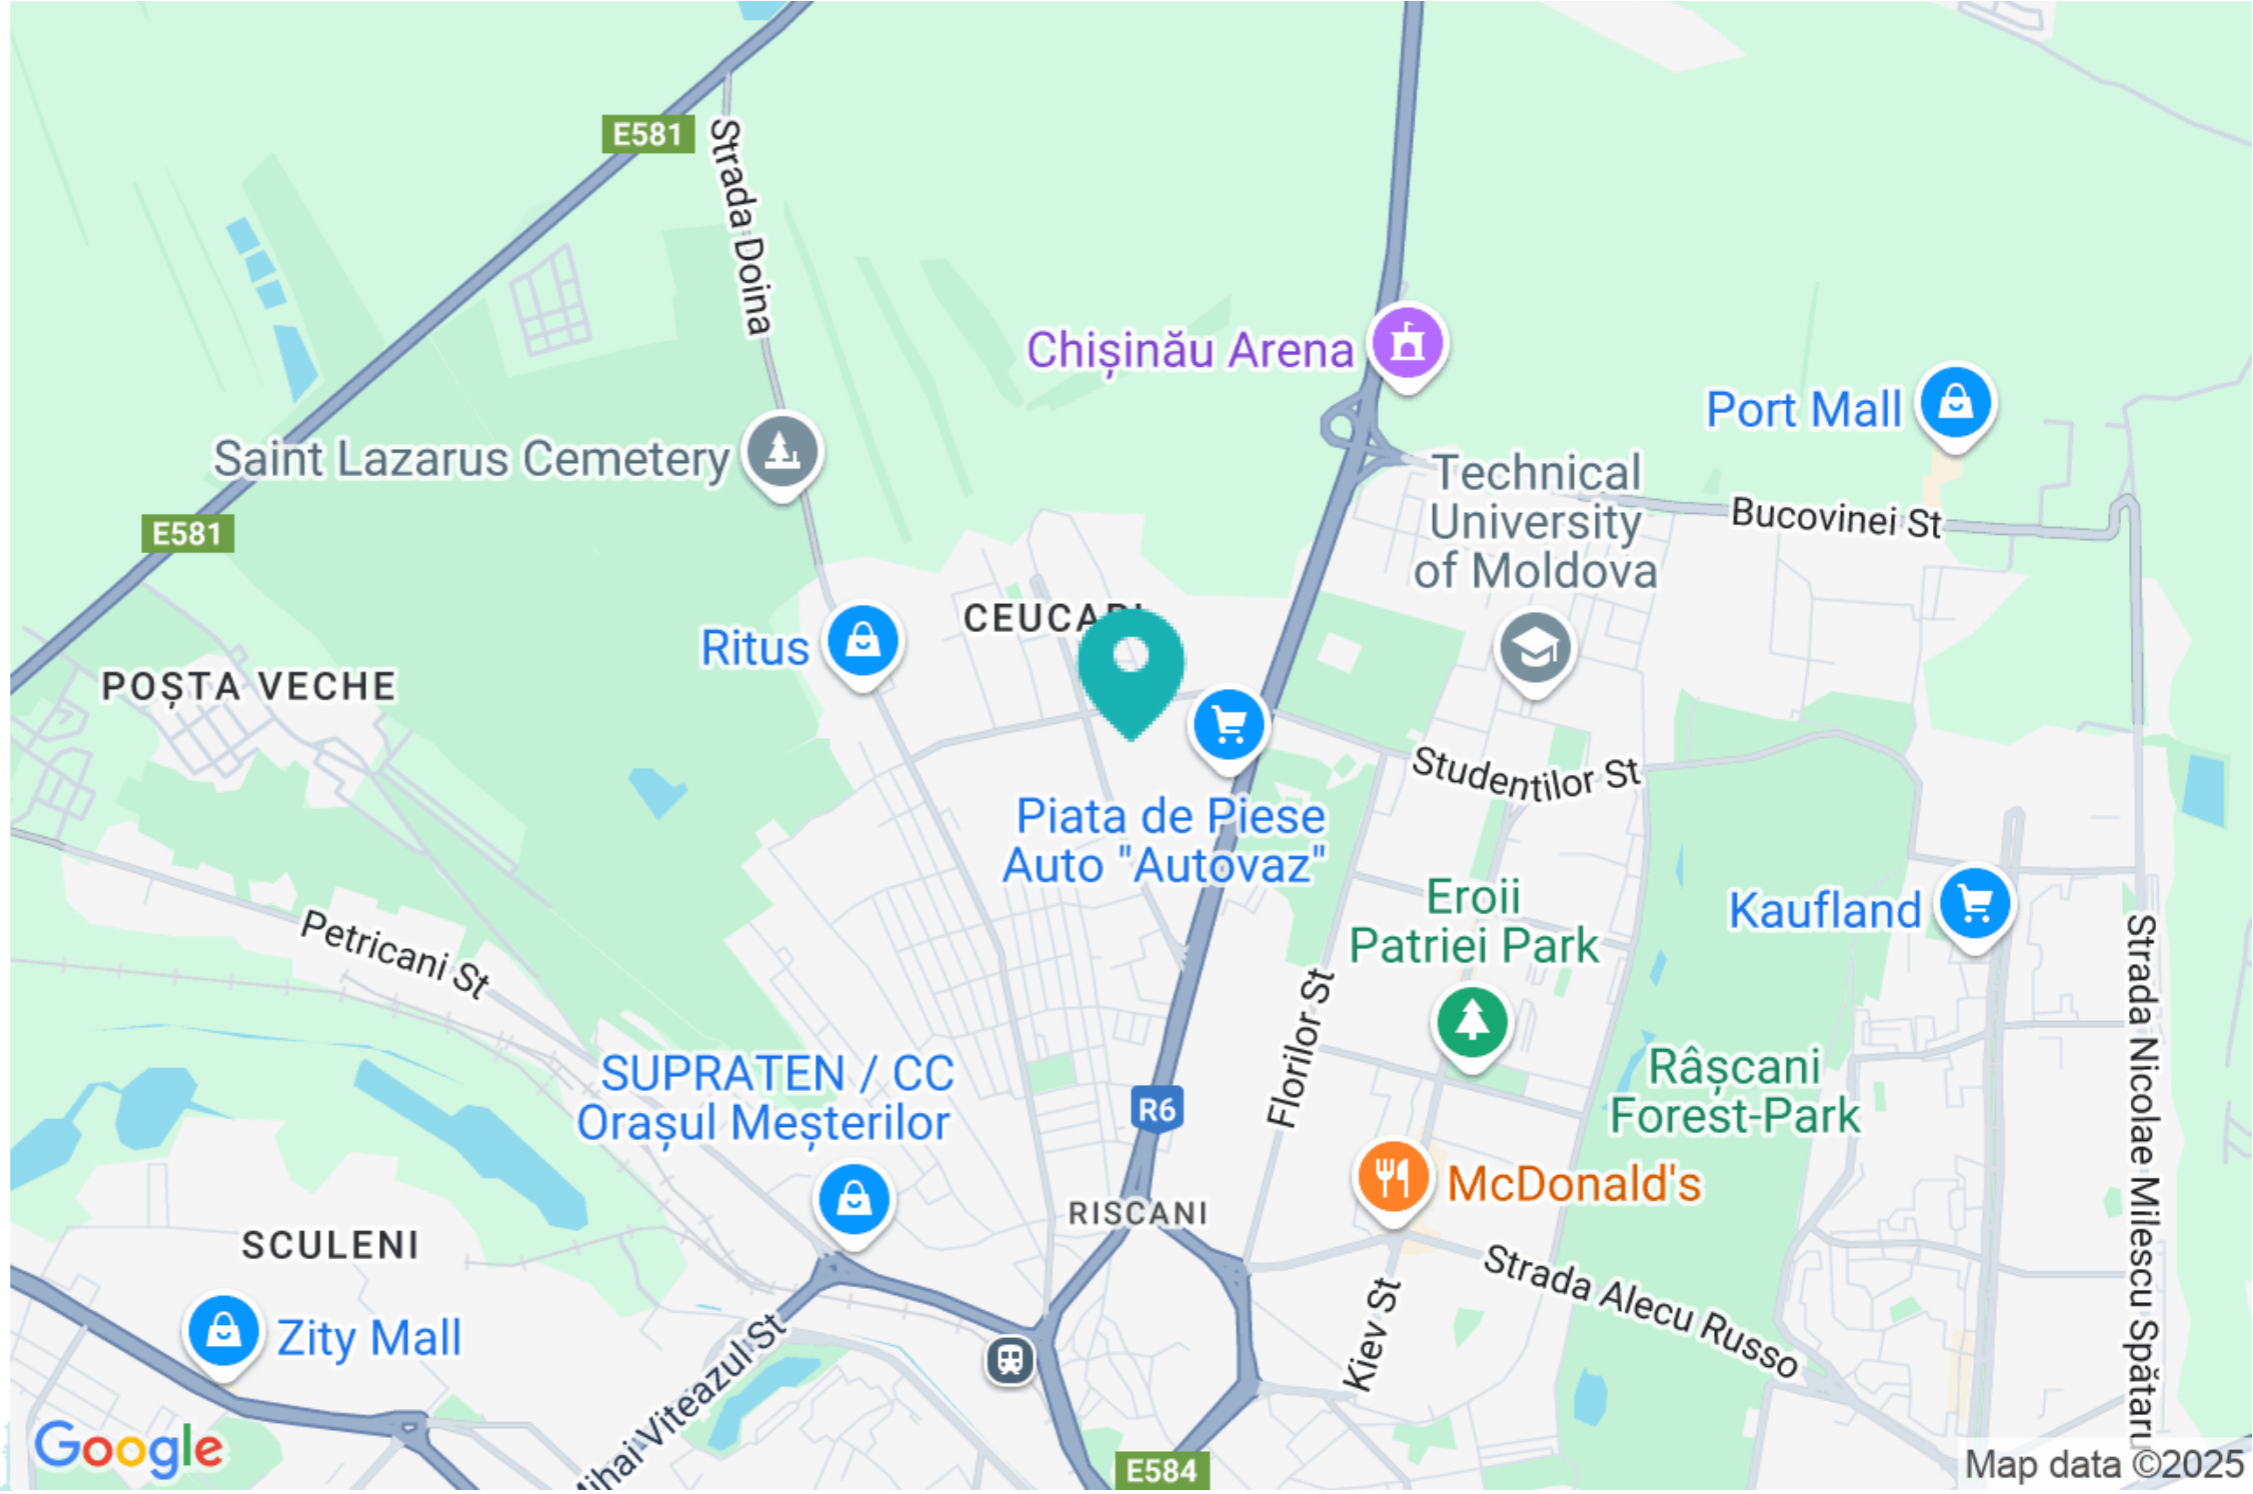 E581
Strada Doina
Chișinău Arena
Port Mall
Saint Lazarus Cemetery
Technical
University
of Moldova
Bucovinei St
E581
Ritus
POȘTA VECHE
Studentilor St
Piata de Piese
Auto "Autovaz"
Eroii
Patriei Park
Kaufland
Petricani St
Florilor St
Strada Nicolae Milescu Spătaru
SUPRATEN / CC
Orașul Meșterilor
R6
Râșcani
Forest-Park
McDonald's
RISCANI
SCULENI
Strada Alecu Russo
Zity Mall
Kiev St
Viteazul St
Google
E584
Map data ©2025